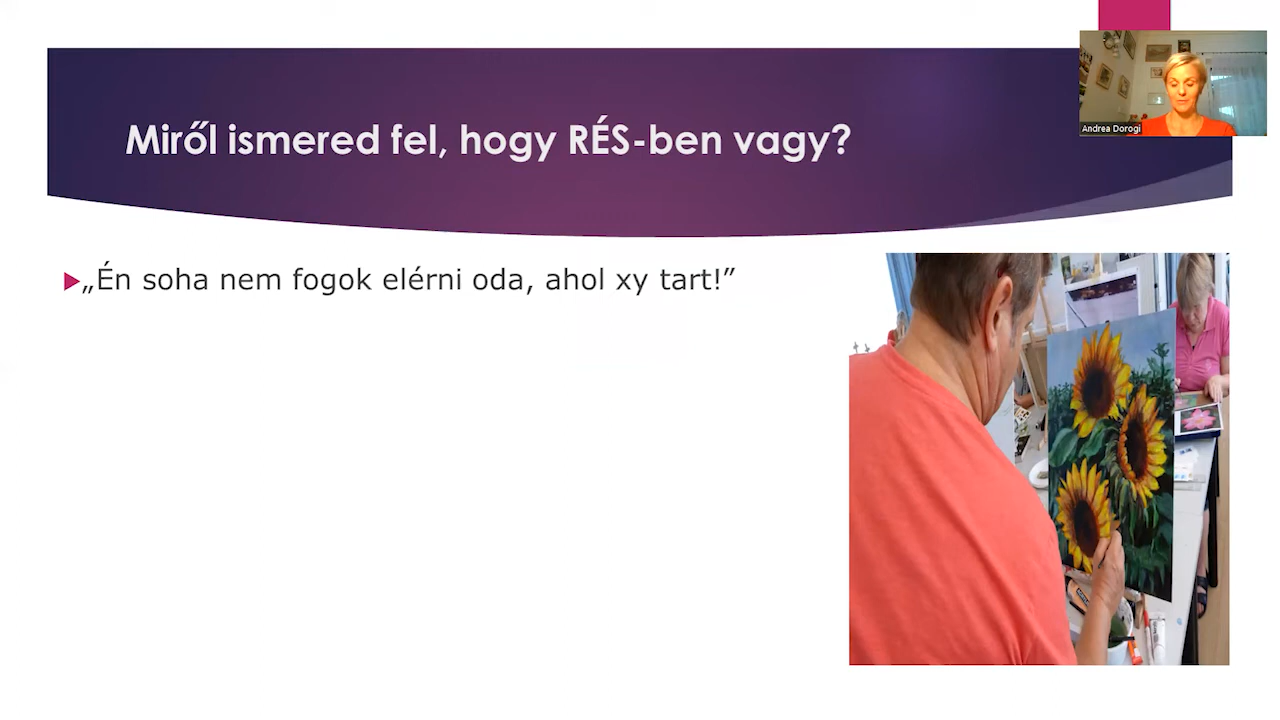 Miről ismered fel, hogy RÉS-ben vagy?
Andrea Dorogi
„Én soha nem fogok elérni oda, ahol xy tart!”